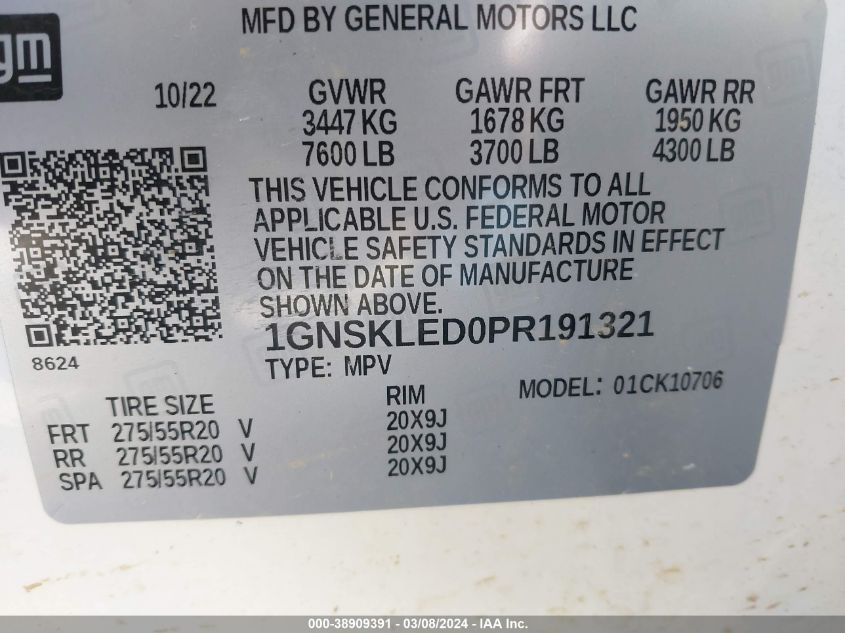 MFD BY GENERAL MOTORS LLC
gm
10/22 GVWR GAWR FRT GAWR RR
3447 KG 1678 KG 1950 KG
7600 LB 3700 LB 4300 LB
THIS VEHICLE CONFORMS TO ALL
APPLICABLE U.S. FEDERAL MOTOR
VEHICLE SAFETY STANDARDS IN EFFECT
ON THE DATE OF MANUFACTURE
SHOWN ABOVE.
1GNSKLED0PR191321
8624
TYPE: MPV
MODEL: 01CK10706
TIRE SIZE RIM
FRT 275/55R20 V 20X9J
RR 275/55R20 V 20X9J
SPA 275/55R20 V 20X9J
000-38909391 - 03/08/2024 - IAA Inc.